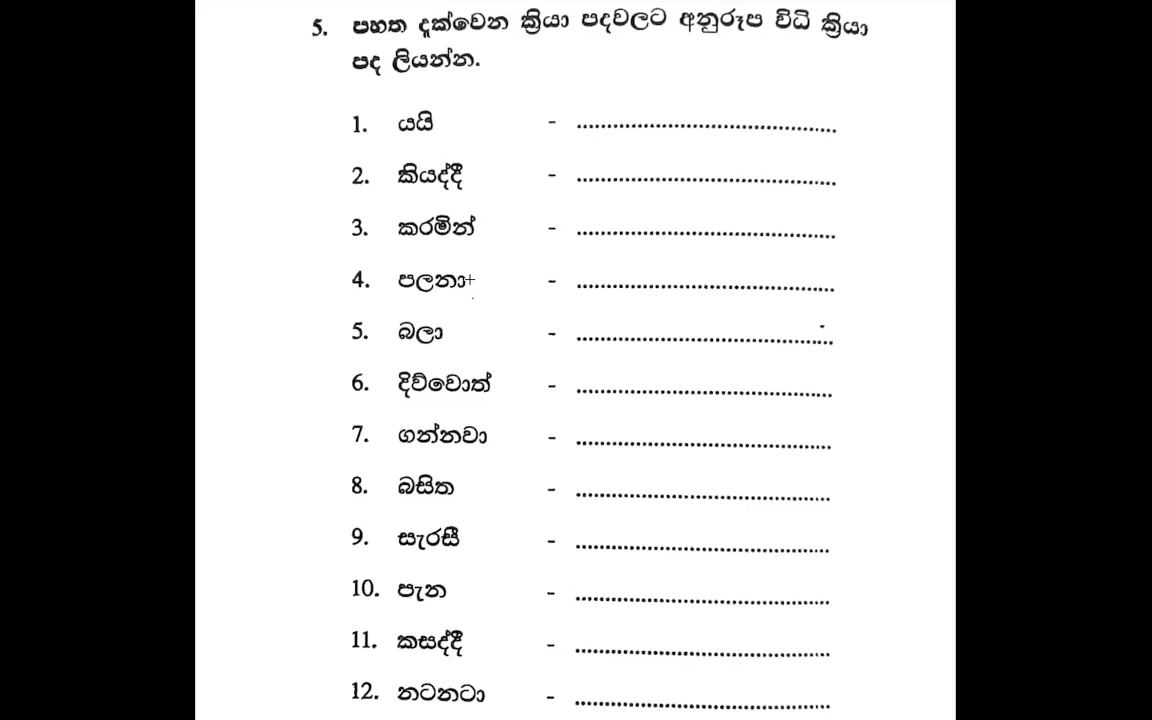 5. පහත දැක්වෙන ක්‍රියා පදවලට අනුරූප විධි ක්‍රියා
පද ලියන්න.
1. යයි - ........................................
2. කියද්දී - ........................................
3. කරමින් - ........................................
4. පලනා - ........................................
5. බලා - ........................................
6. දිව්වොත් - ........................................
7. ගන්නවා - ........................................
8. බසිත - ........................................
9. සැරසී - ........................................
10. පැන - ........................................
11. කසද්දී - ........................................
12. නටනටා - ........................................